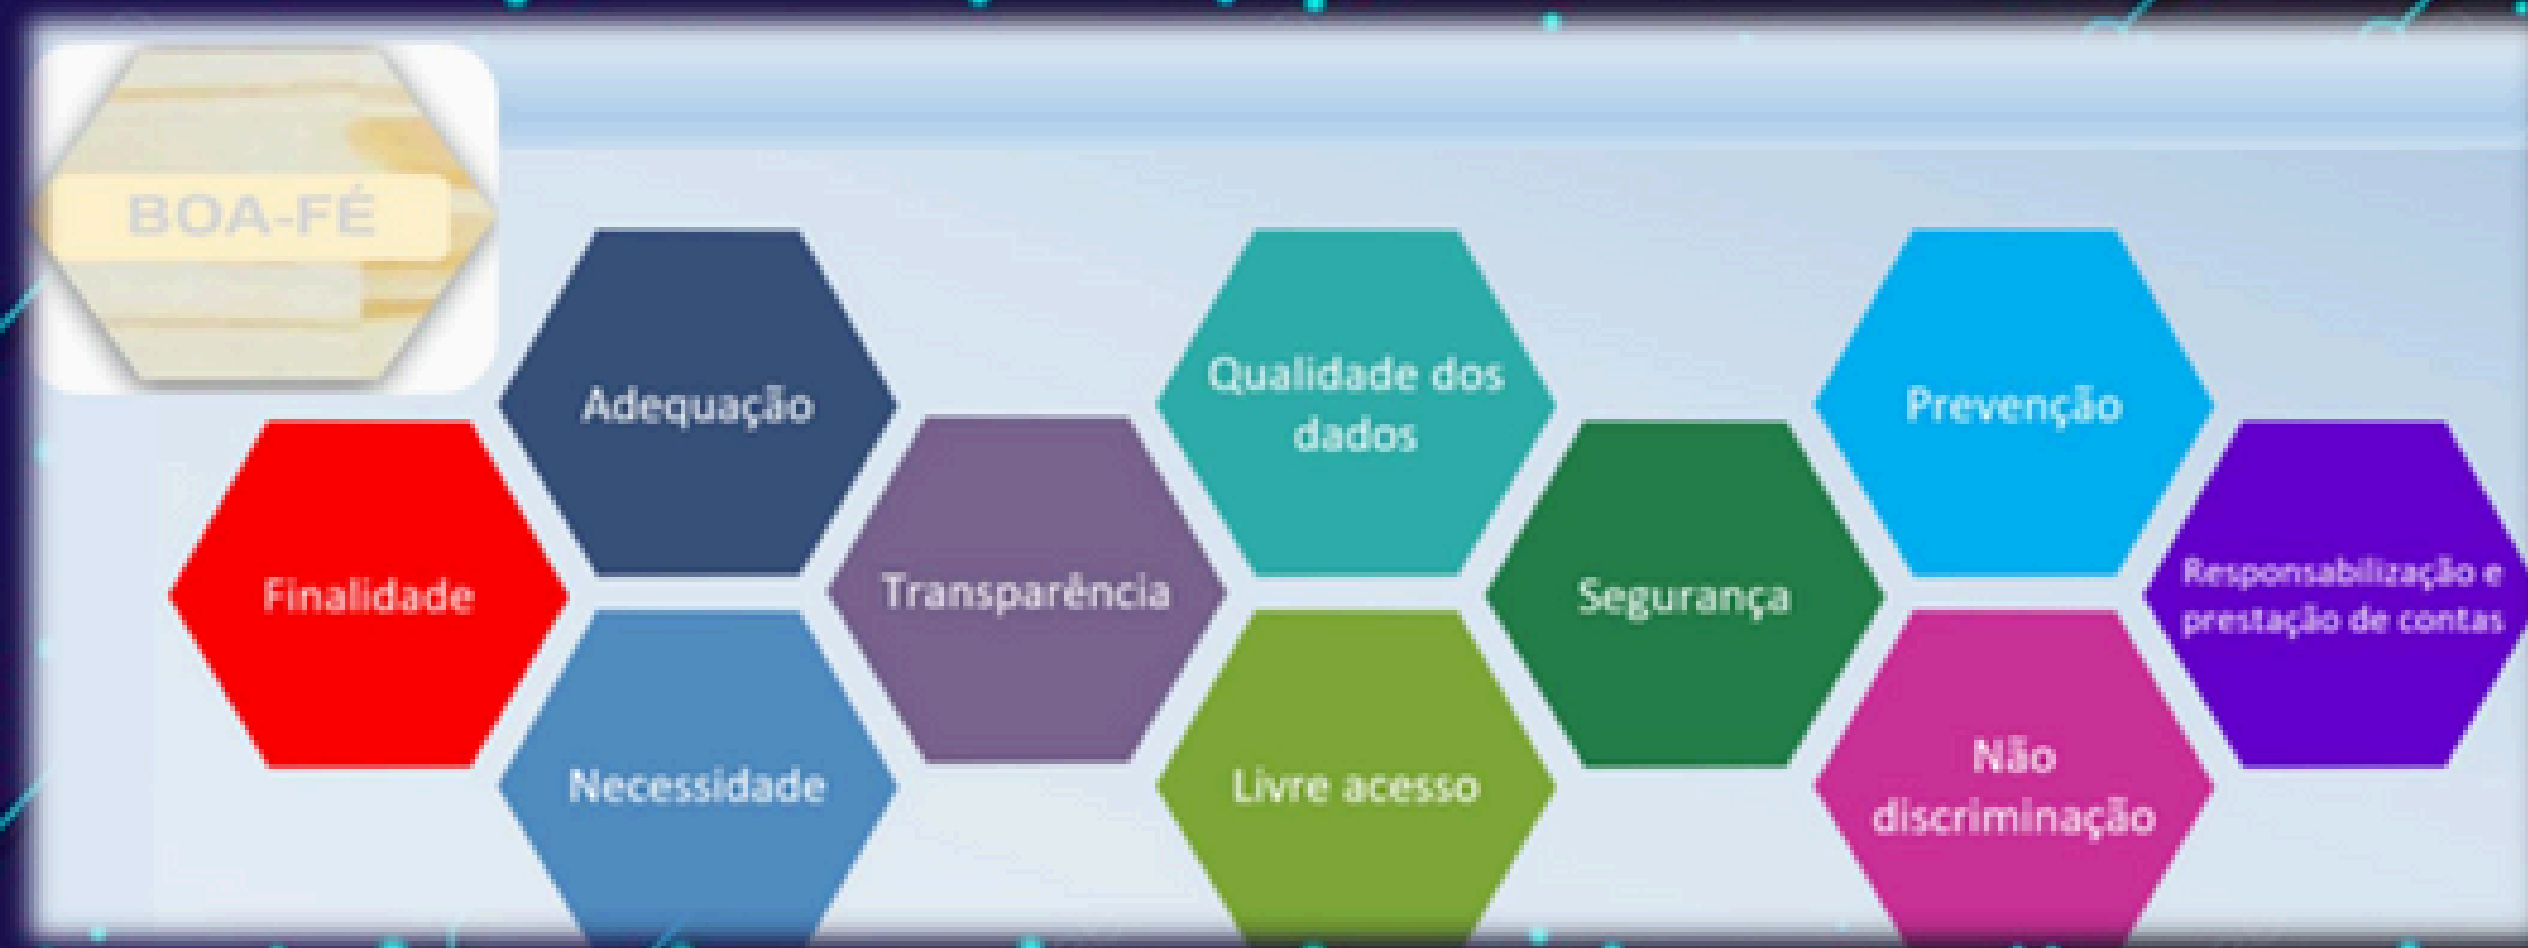 BOA-FÉ
Finalidade
Adequação
Necessidade
Transparência
Qualidade dos
dados
Livre acesso
Segurança
Prevenção
Não
discriminação
Responsabilização e
prestação de contas